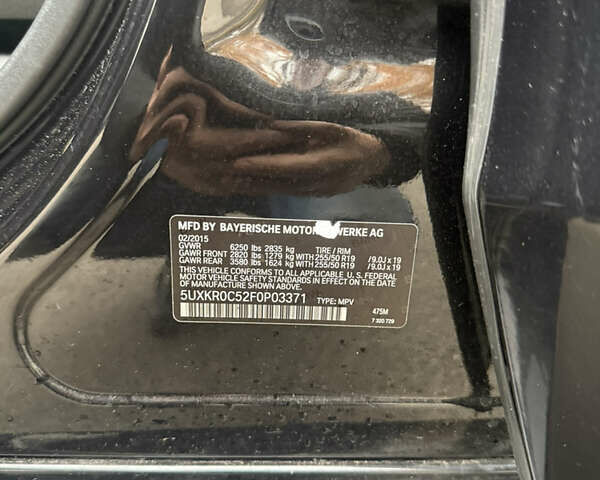 MFD BY BAYERISCHE MOTOREN WERKE AG
02/2015
GVWR 6250 lbs 2835 kg TIRE / RIM
GAWR FRONT 2820 lbs 1279 kg WITH 255/50 R19 /9.0J x 19
GAWR REAR 3580 lbs 1624 kg WITH 255/50 R19 /9.0J x 19
THIS VEHICLE CONFORMS TO ALL APPLICABLE U.S. FEDERAL
MOTOR VEHICLE SAFETY STANDARDS IN EFFECT ON THE DATE OF
MANUFACTURE SHOWN ABOVE.
5UXKR0C52F0P03371 TYPE: MPV
475M
7 320 729